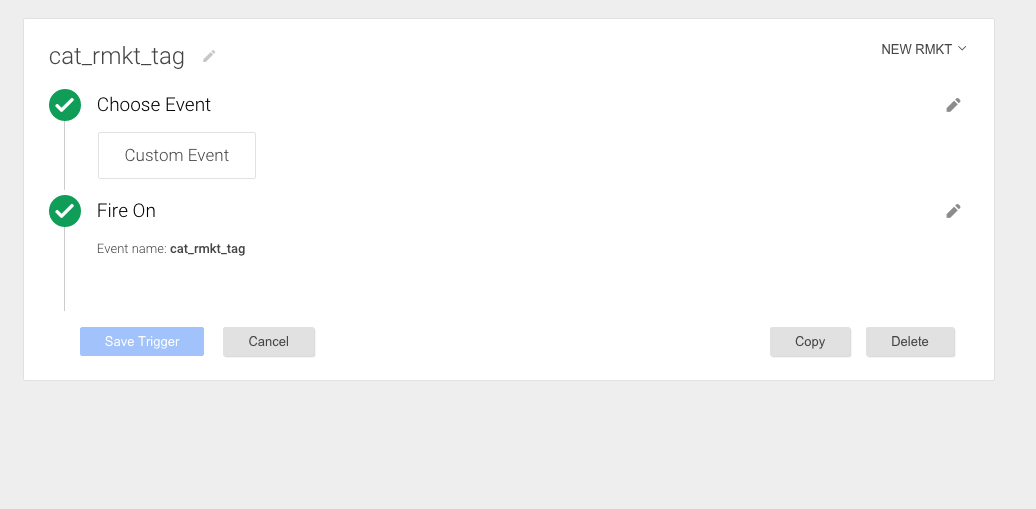 cat_rmkt_tag
NEW RMKT
Choose Event
Custom Event
Fire On
Event name: cat_rmkt_tag
Save Trigger
Cancel
Copy
Delete